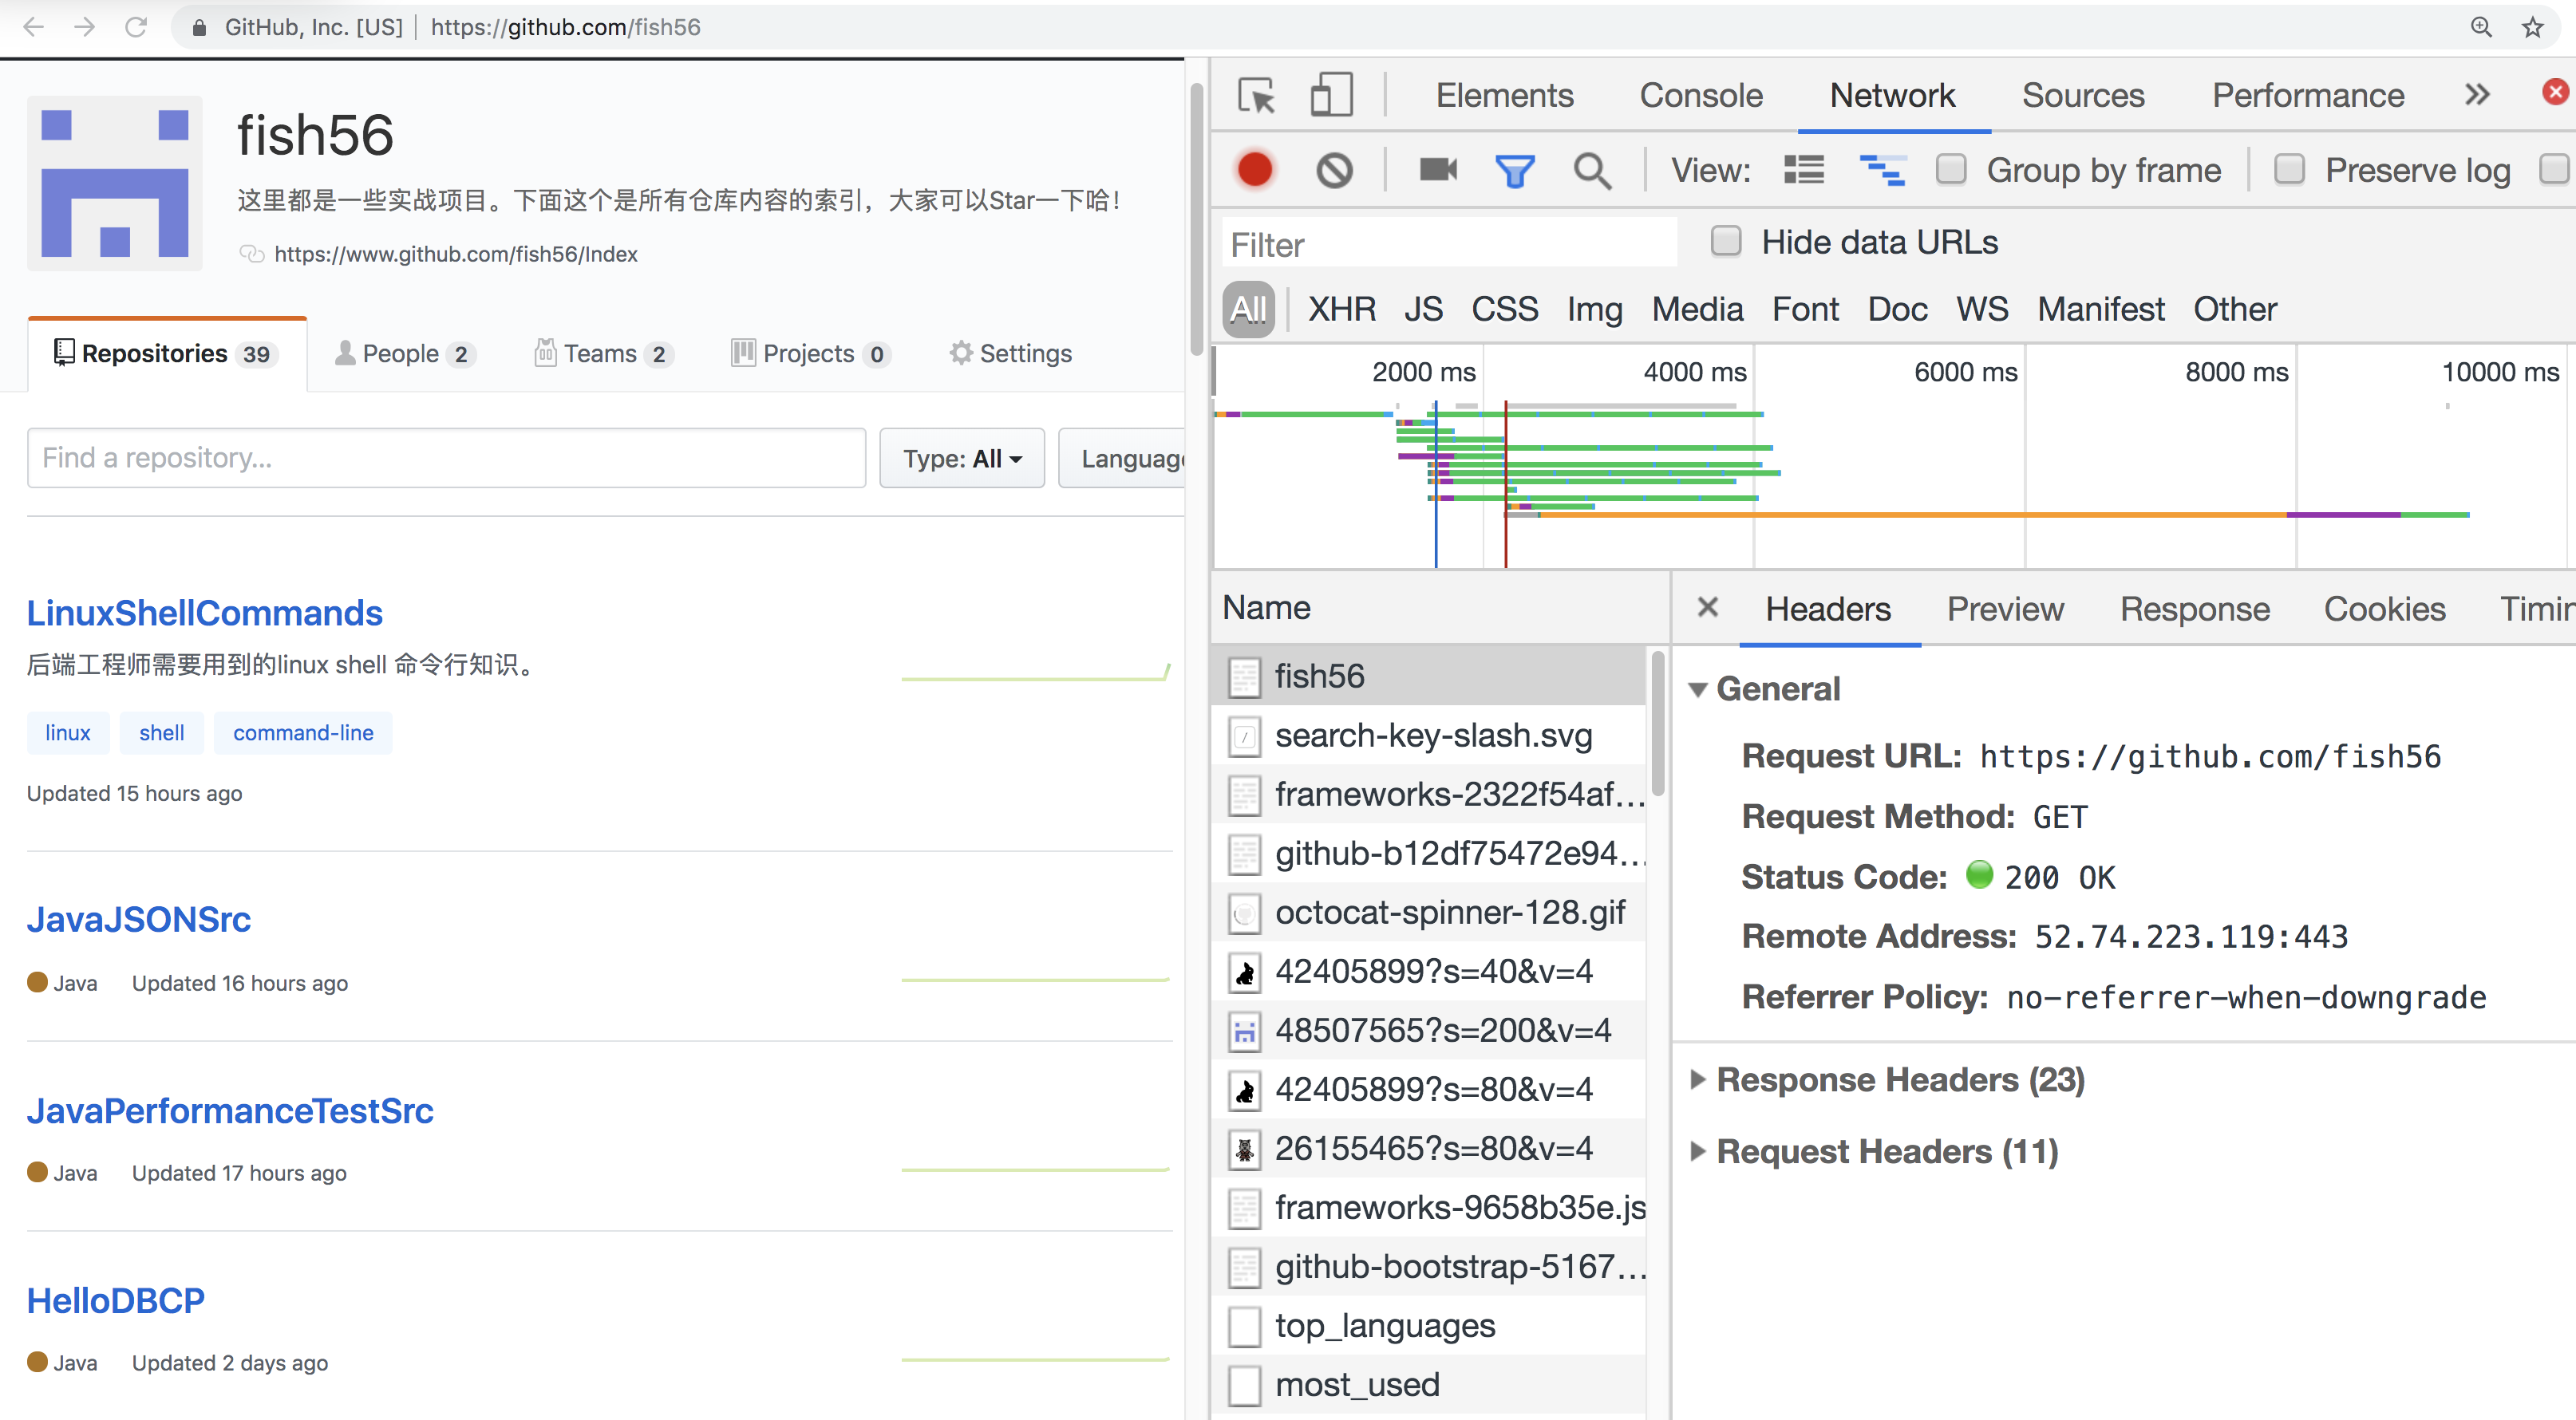 GitHub, Inc. [US] | https://github.com/fish56
fish56
这里都是一些实战项目。下面这个是所有仓库内容的索引，大家可以Star一下哈！
https://www.github.com/fish56/Index
Repositories 39 People 2 Teams 2 Projects 0 Settings
Find a repository... Type: All Language
LinuxShellCommands
后端工程师需要用到的linux shell 命令行知识。
linux shell command-line
Updated 15 hours ago
JavaJSONSrc
Java Updated 16 hours ago
JavaPerformanceTestSrc
Java Updated 17 hours ago
HelloDBCP
Java Updated 2 days ago
Elements Console Network Sources Performance »
View: Group by frame Preserve log
Filter Hide data URLs
All XHR JS CSS Img Media Font Doc WS Manifest Other
2000 ms 4000 ms 6000 ms 8000 ms 10000 ms
Name
fish56
search-key-slash.svg
frameworks-2322f54af...
github-b12df75472e94...
octocat-spinner-128.gif
42405899?s=40&v=4
48507565?s=200&v=4
42405899?s=80&v=4
26155465?s=80&v=4
frameworks-9658b35e.js
github-bootstrap-5167...
top_languages
most_used
Headers Preview Response Cookies Timin
General
Request URL: https://github.com/fish56
Request Method: GET
Status Code: 200 OK
Remote Address: 52.74.223.119:443
Referrer Policy: no-referrer-when-downgrade
Response Headers (23)
Request Headers (11)